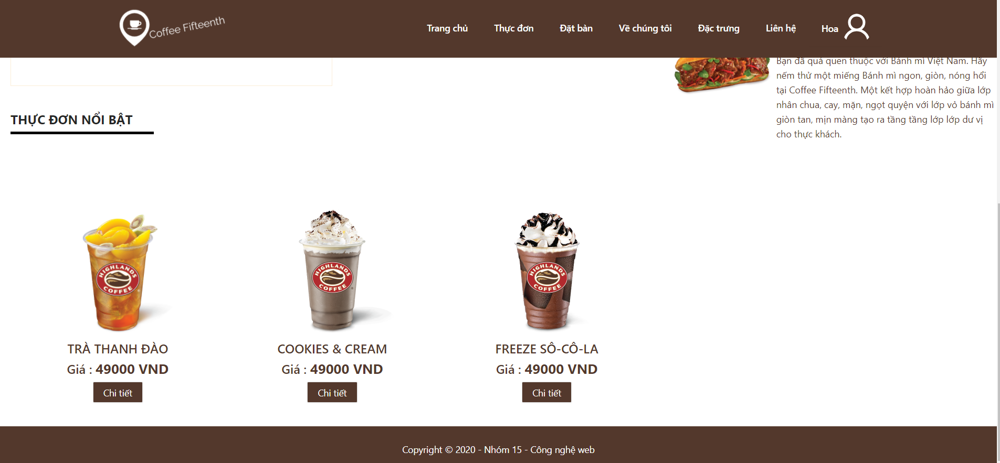 Coffee Fifteenth
Trang chủ Thực đơn Đặt bàn Về chúng tôi Đặc trưng Liên hệ Hoa
Bạn đã quá quen thuộc với Bánh mì Việt Nam. Hãy
nếm thử một miếng Bánh mì ngon, giòn, nóng hổi
tại Coffee Fifteenth. Một kết hợp hoàn hảo giữa lớp
nhân chua, cay, mặn, ngọt quyện với lớp vỏ bánh mì
giòn tan, mịn màng tạo ra tầng tầng lớp lớp dư vị
cho thực khách.
THỰC ĐƠN NỔI BẬT
HIGHLANDS COFFEE
HIGHLANDS COFFEE
HIGHLANDS COFFEE
TRÀ THANH ĐÀO
Giá : 49000 VND
Chi tiết
COOKIES & CREAM
Giá : 49000 VND
Chi tiết
FREEZE SÔ-CÔ-LA
Giá : 49000 VND
Chi tiết
Copyright © 2020 - Nhóm 15 - Công nghệ web